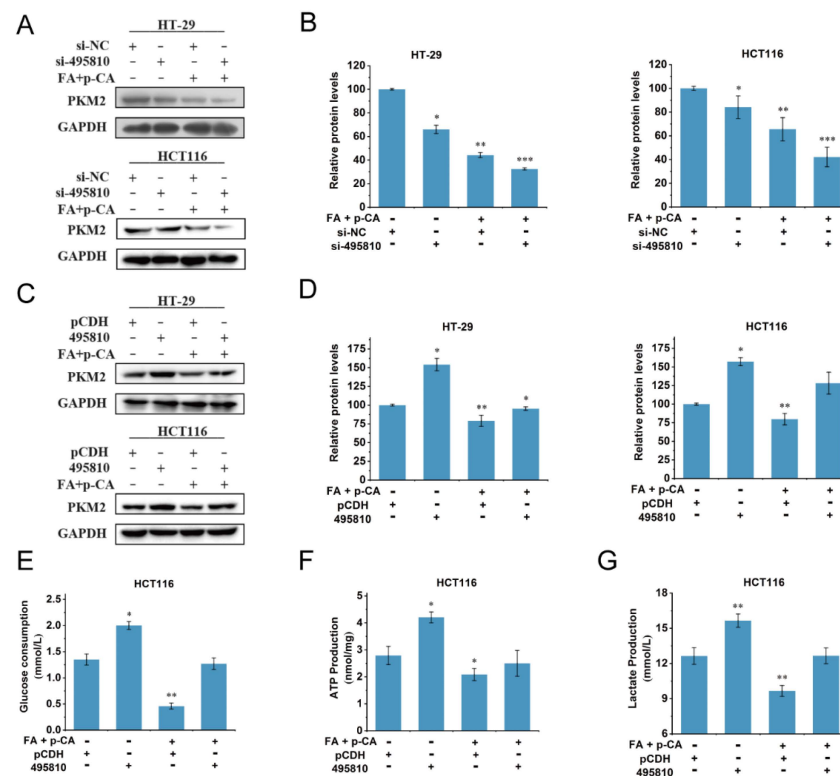 A
HT-29
si-NC + – + –
si-495810 – + – +
FA+p-CA – – + +
PKM2
GAPDH
HCT116
si-NC + – + –
si-495810 – + – +
FA+p-CA – – + +
PKM2
GAPDH
B
HT-29
Relative protein levels
120
100
80
60
40
20
0
* ** ***
FA + p-CA - - + +
si-NC + - + -
si-495810 - + - +
HCT116
Relative protein levels
120
100
80
60
40
20
0
* ** ***
FA + p-CA - - + +
si-NC + - + -
si-495810 - + - +
C
HT-29
pCDH + – + –
495810 – + – +
FA+p-CA – – + +
PKM2
GAPDH
HCT116
pCDH + – + –
495810 – + – +
FA+p-CA – – + +
PKM2
GAPDH
D
HT-29
Relative protein levels
175
150
125
100
75
50
25
0
* ** *
FA + p-CA - - + +
pCDH + - + -
495810 - + - +
HCT116
Relative protein levels
175
150
125
100
75
50
25
0
* **
FA + p-CA - - + +
pCDH + - + -
495810 - + - +
E
HCT116
Glucose consumption
(mmol/L)
2.5
2.0
1.5
1.0
0.5
0.0
* **
FA + p-CA - - + +
pCDH + - + -
495810 - + - +
F
HCT116
ATP Production
(nmol/mg)
5
4
3
2
1
0
* *
FA + p-CA - - + +
pCDH + - + -
495810 - + - +
G
HCT116
Lactate Production
(mmol/L)
18
15
12
9
6
** **
FA + p-CA - - + +
pCDH + - + -
495810 - + - +